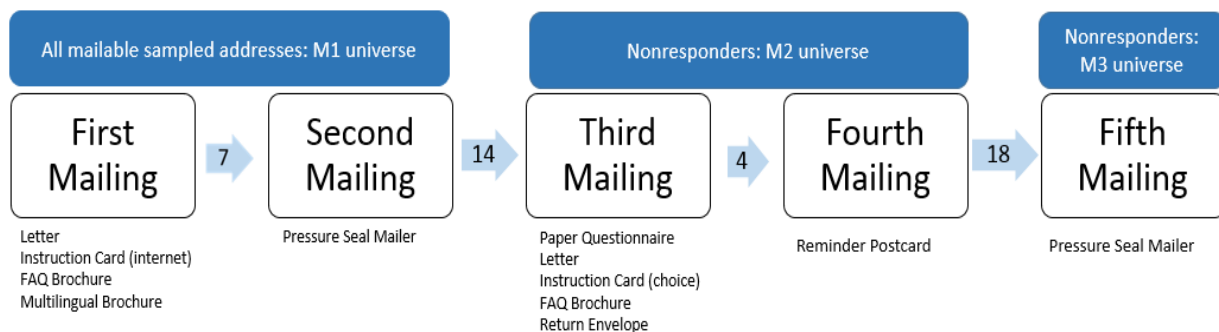 All mailable sampled addresses: M1 universe
Nonresponders: M2 universe
Nonresponders:
M3 universe
First
Mailing
7
Second
Mailing
14
Third
Mailing
4
Fourth
Mailing
18
Fifth
Mailing
Letter
Instruction Card (internet)
FAQ Brochure
Multilingual Brochure
Pressure Seal Mailer
Paper Questionnaire
Letter
Instruction Card (choice)
FAQ Brochure
Return Envelope
Reminder Postcard
Pressure Seal Mailer